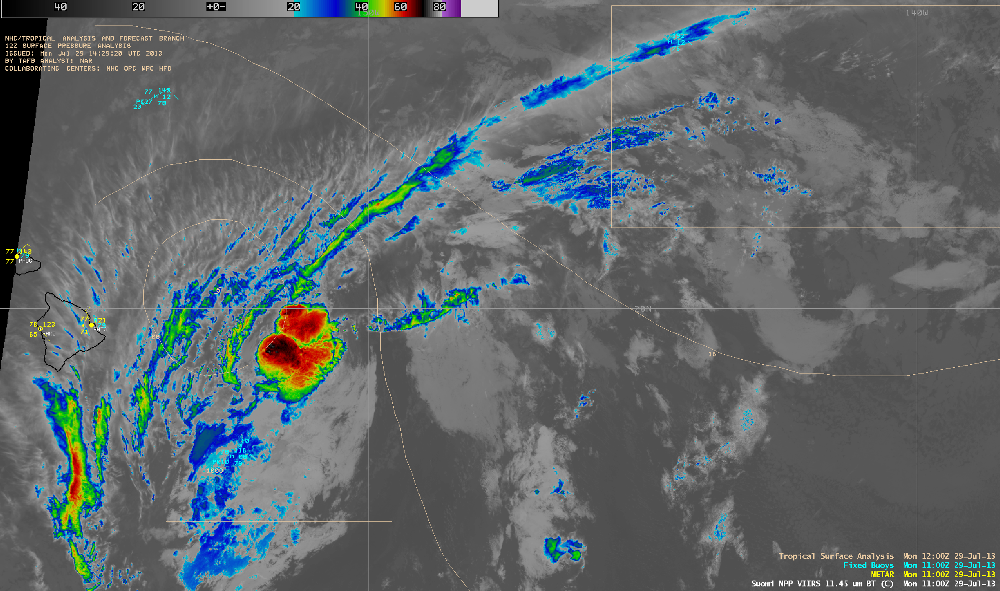 40 20 +0- 20 40 60 80
150W
140W
NHC/TROPICAL ANALYSIS AND FORECAST BRANCH
12Z SURFACE PRESSURE ANALYSIS
ISSUED: Mon Jul 29 14:29:20 UTC 2013
BY TAFB ANALYST: NAR
COLLABORATING CENTERS: NHC OPC WPC HFO
192
M 12
76
77 145
M 12
PK27 78
23
77 M 143
79
77 PHOG
20N
77 121
79
71 PHTO
78 123
65 PHKO
08
16
10
78 116
M 08
PK10 79
1000
Tropical Surface Analysis Mon 12:00Z 29-Jul-13
Fixed Buoys Mon 11:00Z 29-Jul-13
METAR Mon 11:00Z 29-Jul-13
Suomi NPP VIIRS 11.45 um BT (C) Mon 11:00Z 29-Jul-13